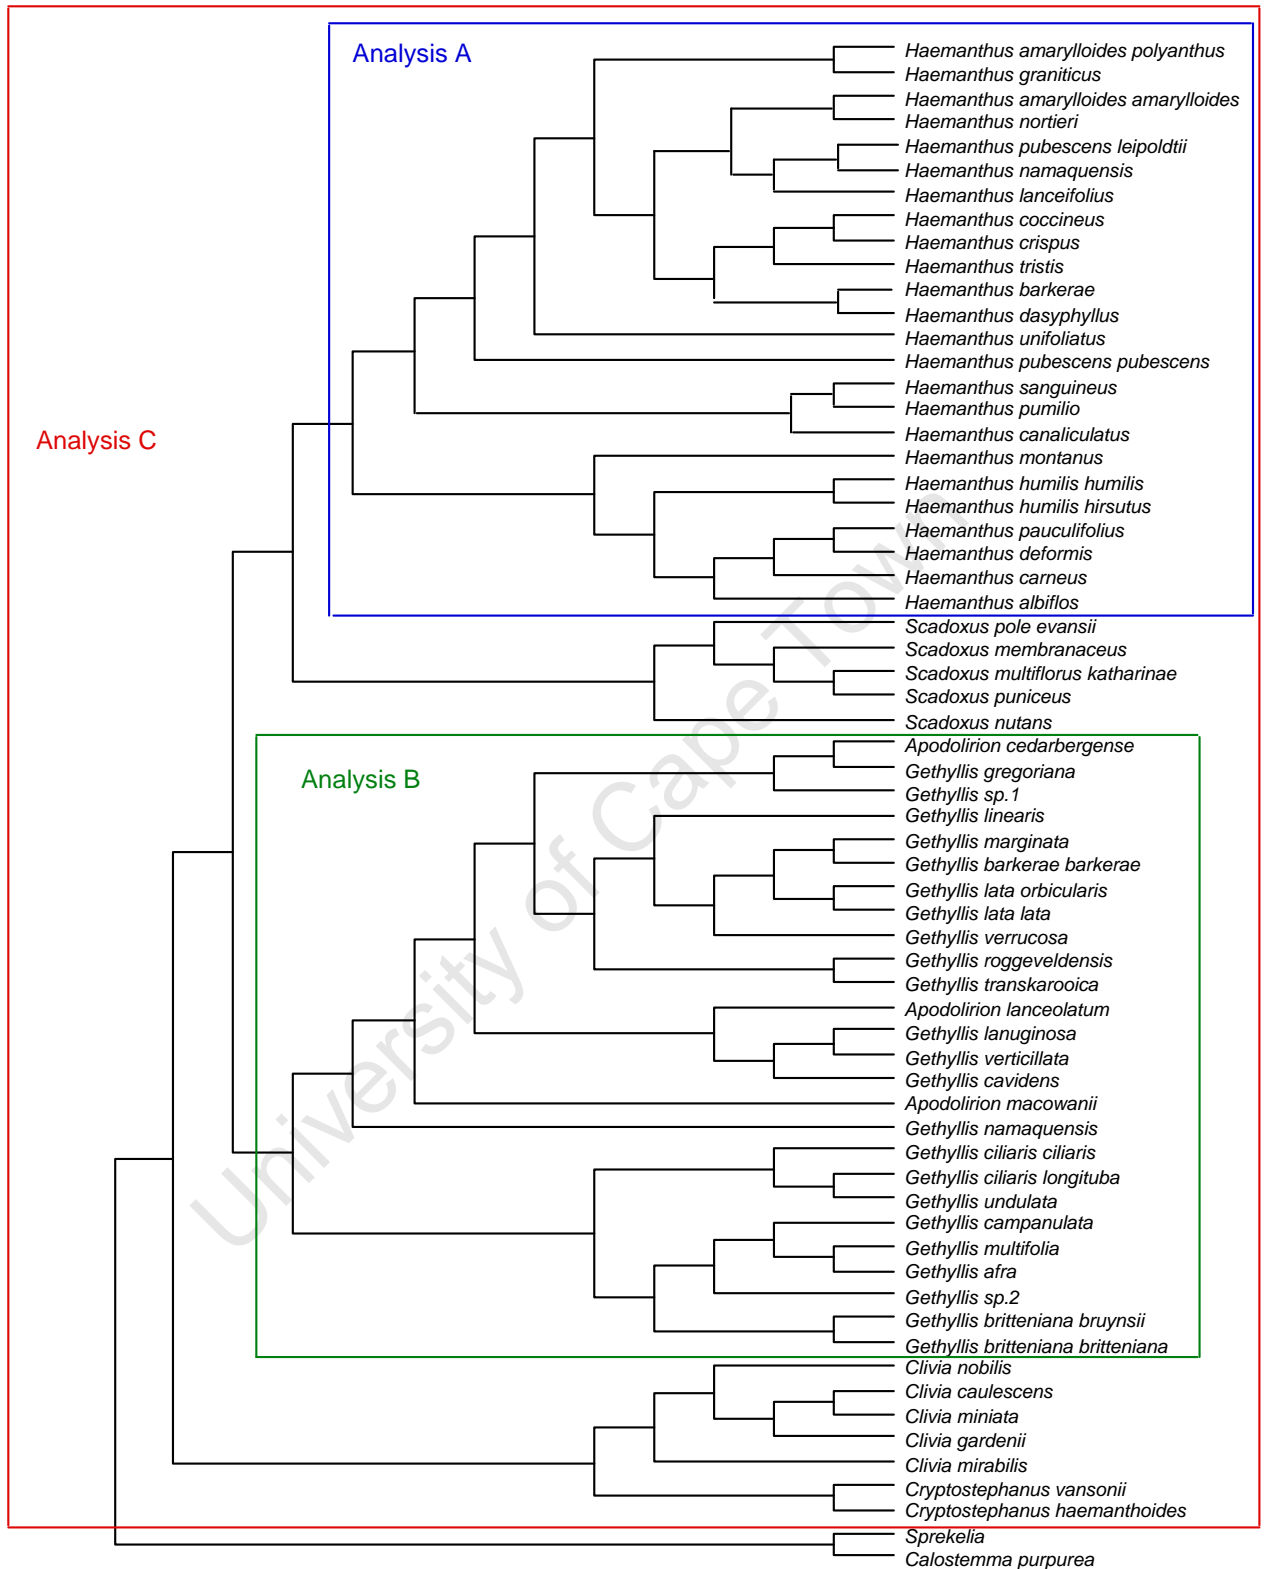 Analysis A
Haemanthus amarylloides polyanthus
Haemanthus graniticus
Haemanthus amarylloides amarylloides
Haemanthus nortieri
Haemanthus pubescens leipoldtii
Haemanthus namaquensis
Haemanthus lanceifolius
Haemanthus coccineus
Haemanthus crispus
Haemanthus tristis
Haemanthus barkerae
Haemanthus dasyphyllus
Haemanthus unifoliatus
Haemanthus pubescens pubescens
Haemanthus sanguineus
Haemanthus pumilio
Haemanthus canaliculatus
Analysis C
Haemanthus montanus
Haemanthus humilis humilis
Haemanthus humilis hirsutus
Haemanthus pauculifolius
Haemanthus deformis
Haemanthus carneus
Haemanthus albiflos
Scadoxus pole evansii
Scadoxus membranaceus
Scadoxus multiflorus katharinae
Scadoxus puniceus
Scadoxus nutans
Analysis B
Apodolirion cedarbergense
Gethyllis gregoriana
Gethyllis sp.1
Gethyllis linearis
Gethyllis marginata
Gethyllis barkerae barkerae
Gethyllis lata orbicularis
Gethyllis lata lata
Gethyllis verrucosa
Gethyllis roggeveldensis
Gethyllis transkarooica
Apodolirion lanceolatum
Gethyllis lanuginosa
Gethyllis verticillata
Gethyllis cavidens
Apodolirion macowanii
Gethyllis namaquensis
Gethyllis ciliaris ciliaris
Gethyllis ciliaris longituba
Gethyllis undulata
Gethyllis campanulata
Gethyllis multifolia
Gethyllis afra
Gethyllis sp.2
Gethyllis britteniana bruynsii
Gethyllis britteniana britteniana
Clivia nobilis
Clivia caulescens
Clivia miniata
Clivia gardenii
Clivia mirabilis
Cryptostephanus vansonii
Cryptostephanus haemanthoides
Sprekelia
Calostemma purpurea
University of Cape Town